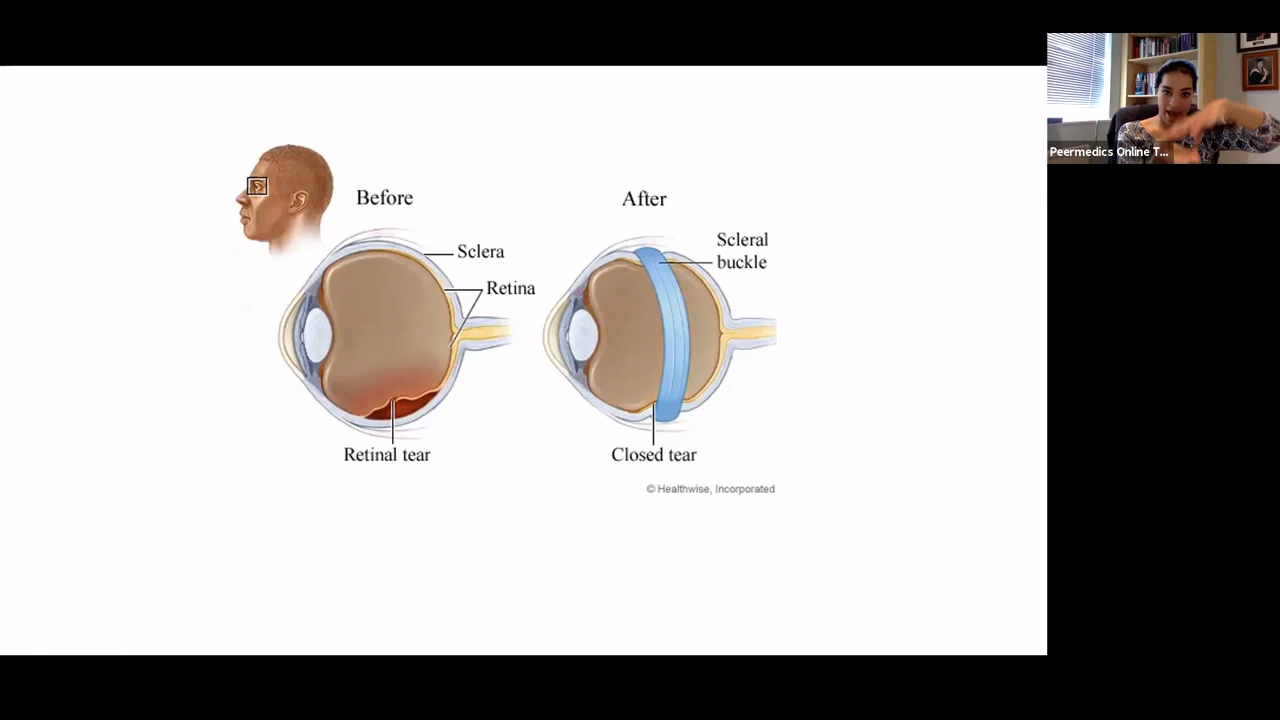 Peermedics Online T...
Before
After
Sclera
Retina
Scleral
buckle
Retinal tear
Closed tear
© Healthwise, Incorporated